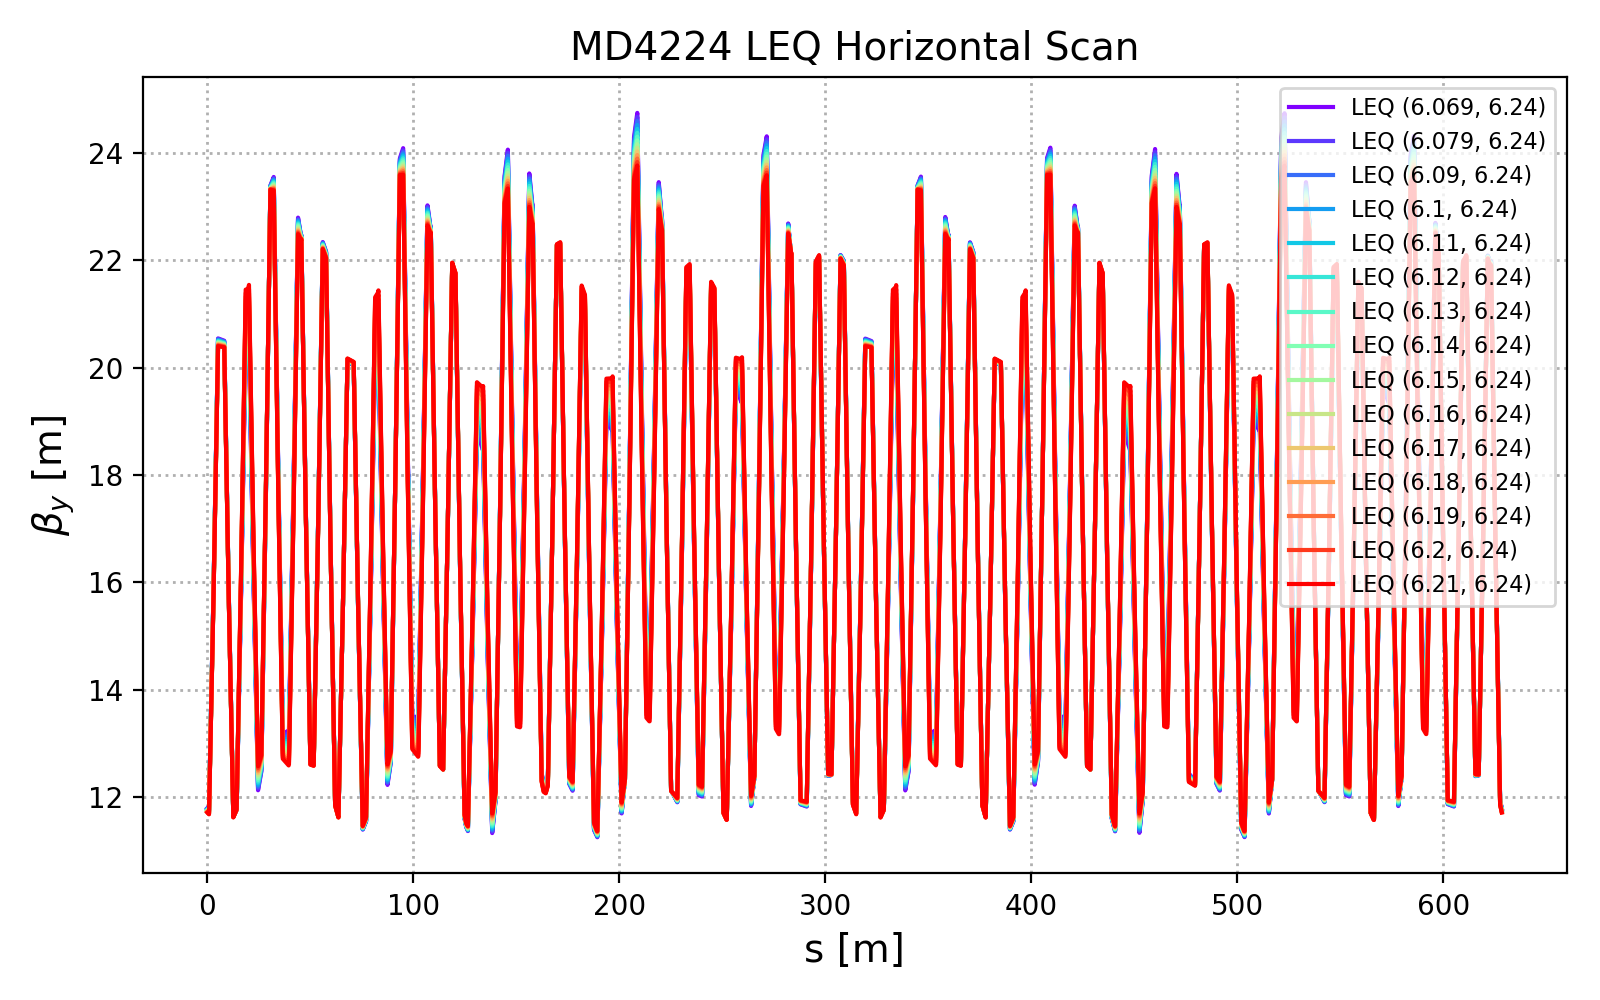 MD4224 LEQ Horizontal Scan
βy [m]
24
22
20
18
16
14
12
LEQ (6.069, 6.24)
LEQ (6.079, 6.24)
LEQ (6.09, 6.24)
LEQ (6.1, 6.24)
LEQ (6.11, 6.24)
LEQ (6.12, 6.24)
LEQ (6.13, 6.24)
LEQ (6.14, 6.24)
LEQ (6.15, 6.24)
LEQ (6.16, 6.24)
LEQ (6.17, 6.24)
LEQ (6.18, 6.24)
LEQ (6.19, 6.24)
LEQ (6.2, 6.24)
LEQ (6.21, 6.24)
0 100 200 300 400 500 600
s [m]